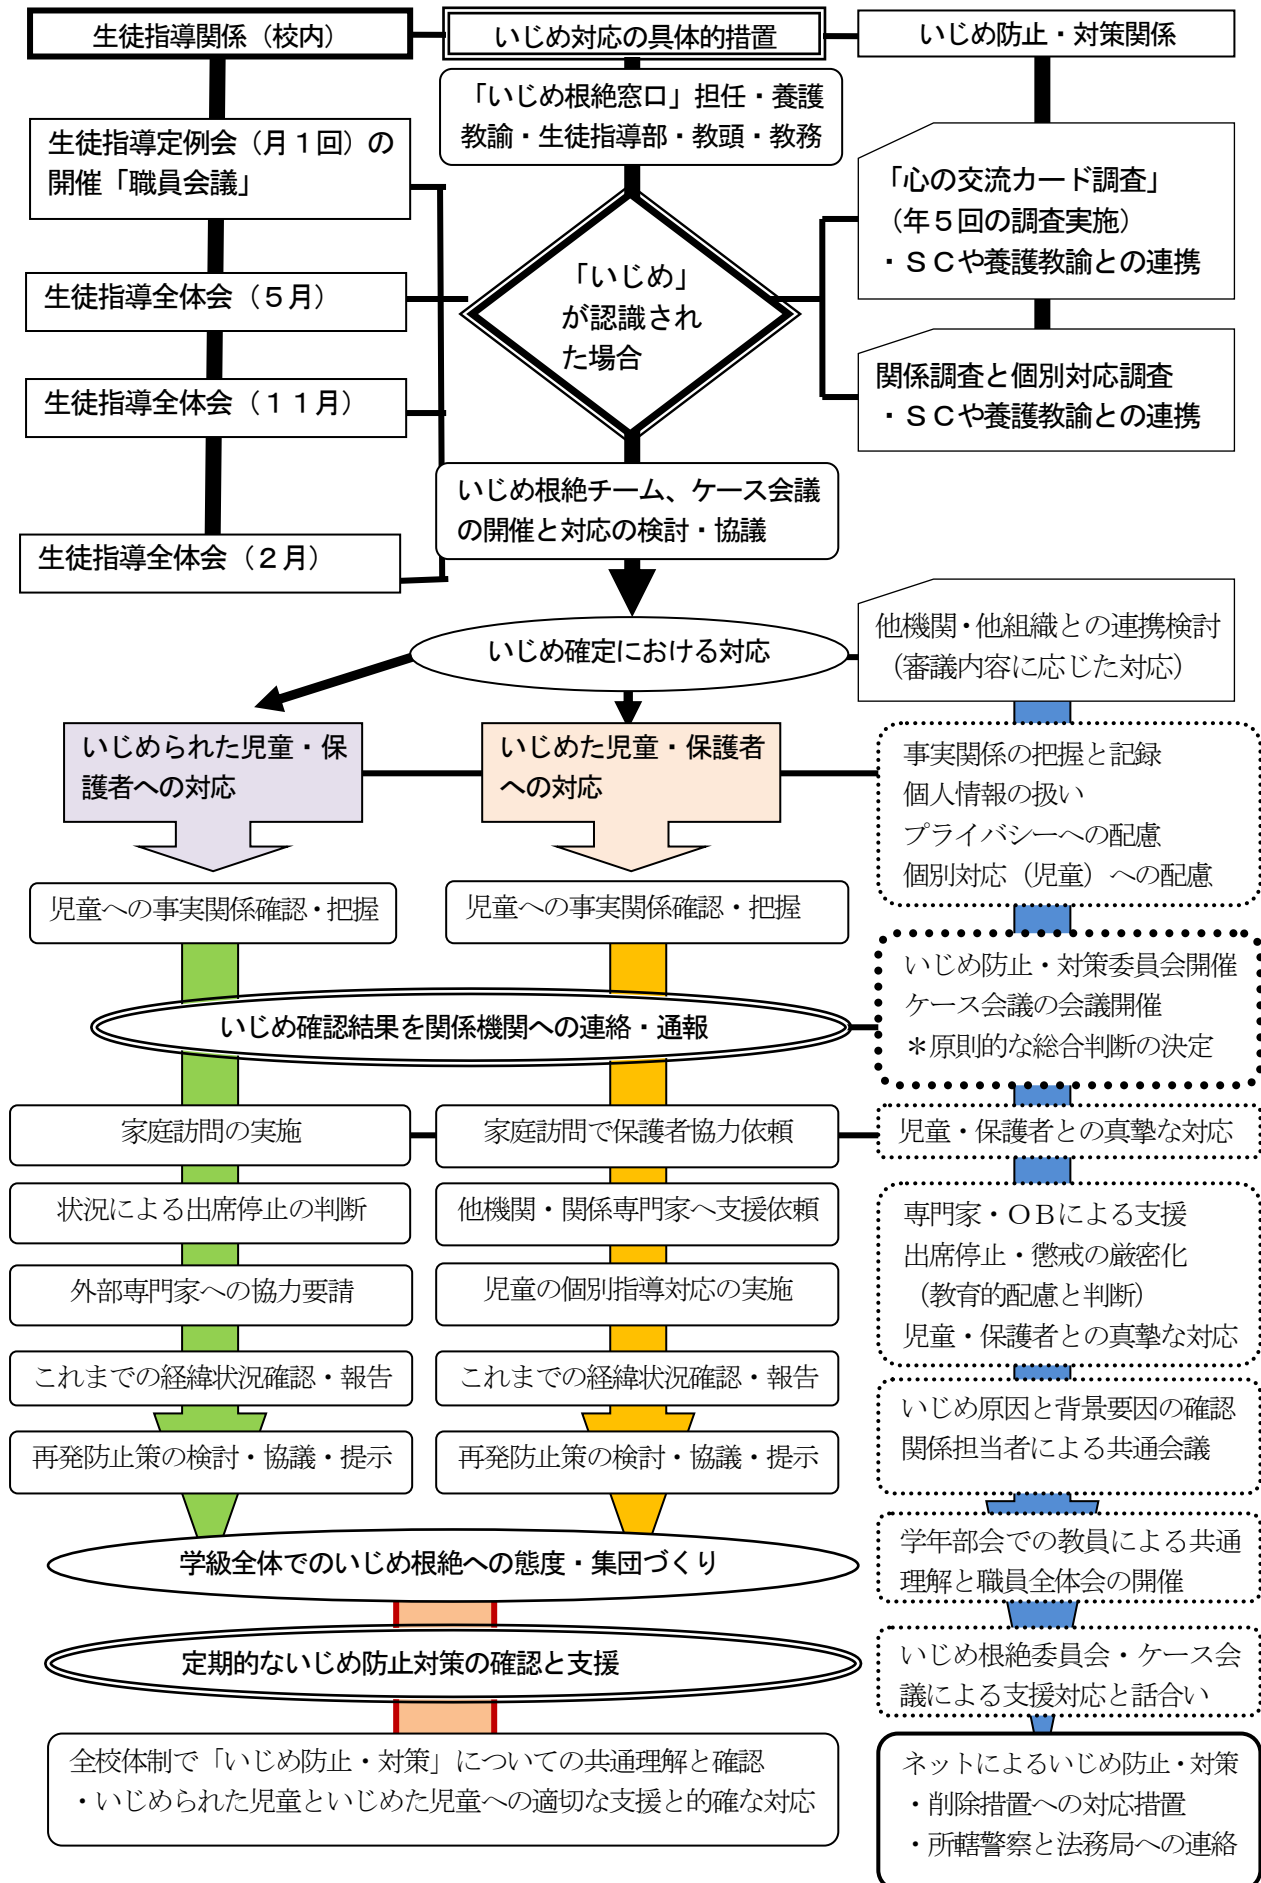 生徒指導関係（校内）
いじめ対応の具体的措置
いじめ防止・対策関係
「いじめ根絶窓口」担任・養護
教諭・生徒指導部・教頭・教務
生徒指導定例会（月１回）の
開催「職員会議」
「心の交流カード調査」
（年５回の調査実施）
・ＳＣや養護教諭との連携
生徒指導全体会（５月）
「いじめ」
が認識され
た場合
関係調査と個別対応調査
・ＳＣや養護教諭との連携
生徒指導全体会（１１月）
いじめ根絶チーム、ケース会議
の開催と対応の検討・協議
生徒指導全体会（２月）
いじめ確定における対応
他機関・他組織との連携検討
（審議内容に応じた対応）
いじめられた児童・保
護者への対応
いじめた児童・保護者
への対応
事実関係の把握と記録
個人情報の扱い
プライバシーへの配慮
個別対応（児童）への配慮
児童への事実関係確認・把握
児童への事実関係確認・把握
いじめ防止・対策委員会開催
ケース会議の会議開催
＊原則的な総合判断の決定
いじめ確認結果を関係機関への連絡・通報
家庭訪問の実施
家庭訪問で保護者協力依頼
児童・保護者との真摯な対応
状況による出席停止の判断
他機関・関係専門家へ支援依頼
専門家・ＯＢによる支援
出席停止・懲戒の厳密化
（教育的配慮と判断）
児童・保護者との真摯な対応
外部専門家への協力要請
児童の個別指導対応の実施
これまでの経緯状況確認・報告
これまでの経緯状況確認・報告
いじめ原因と背景要因の確認
関係担当者による共通会議
再発防止策の検討・協議・提示
再発防止策の検討・協議・提示
学級全体でのいじめ根絶への態度・集団づくり
学年部会での教員による共通
理解と職員全体会の開催
定期的ないじめ防止対策の確認と支援
いじめ根絶委員会・ケース会
議による支援対応と話合い
全校体制で「いじめ防止・対策」についての共通理解と確認
・いじめられた児童といじめた児童への適切な支援と的確な対応
ネットによるいじめ防止・対策
・削除措置への対応措置
・所轄警察と法務局への連絡